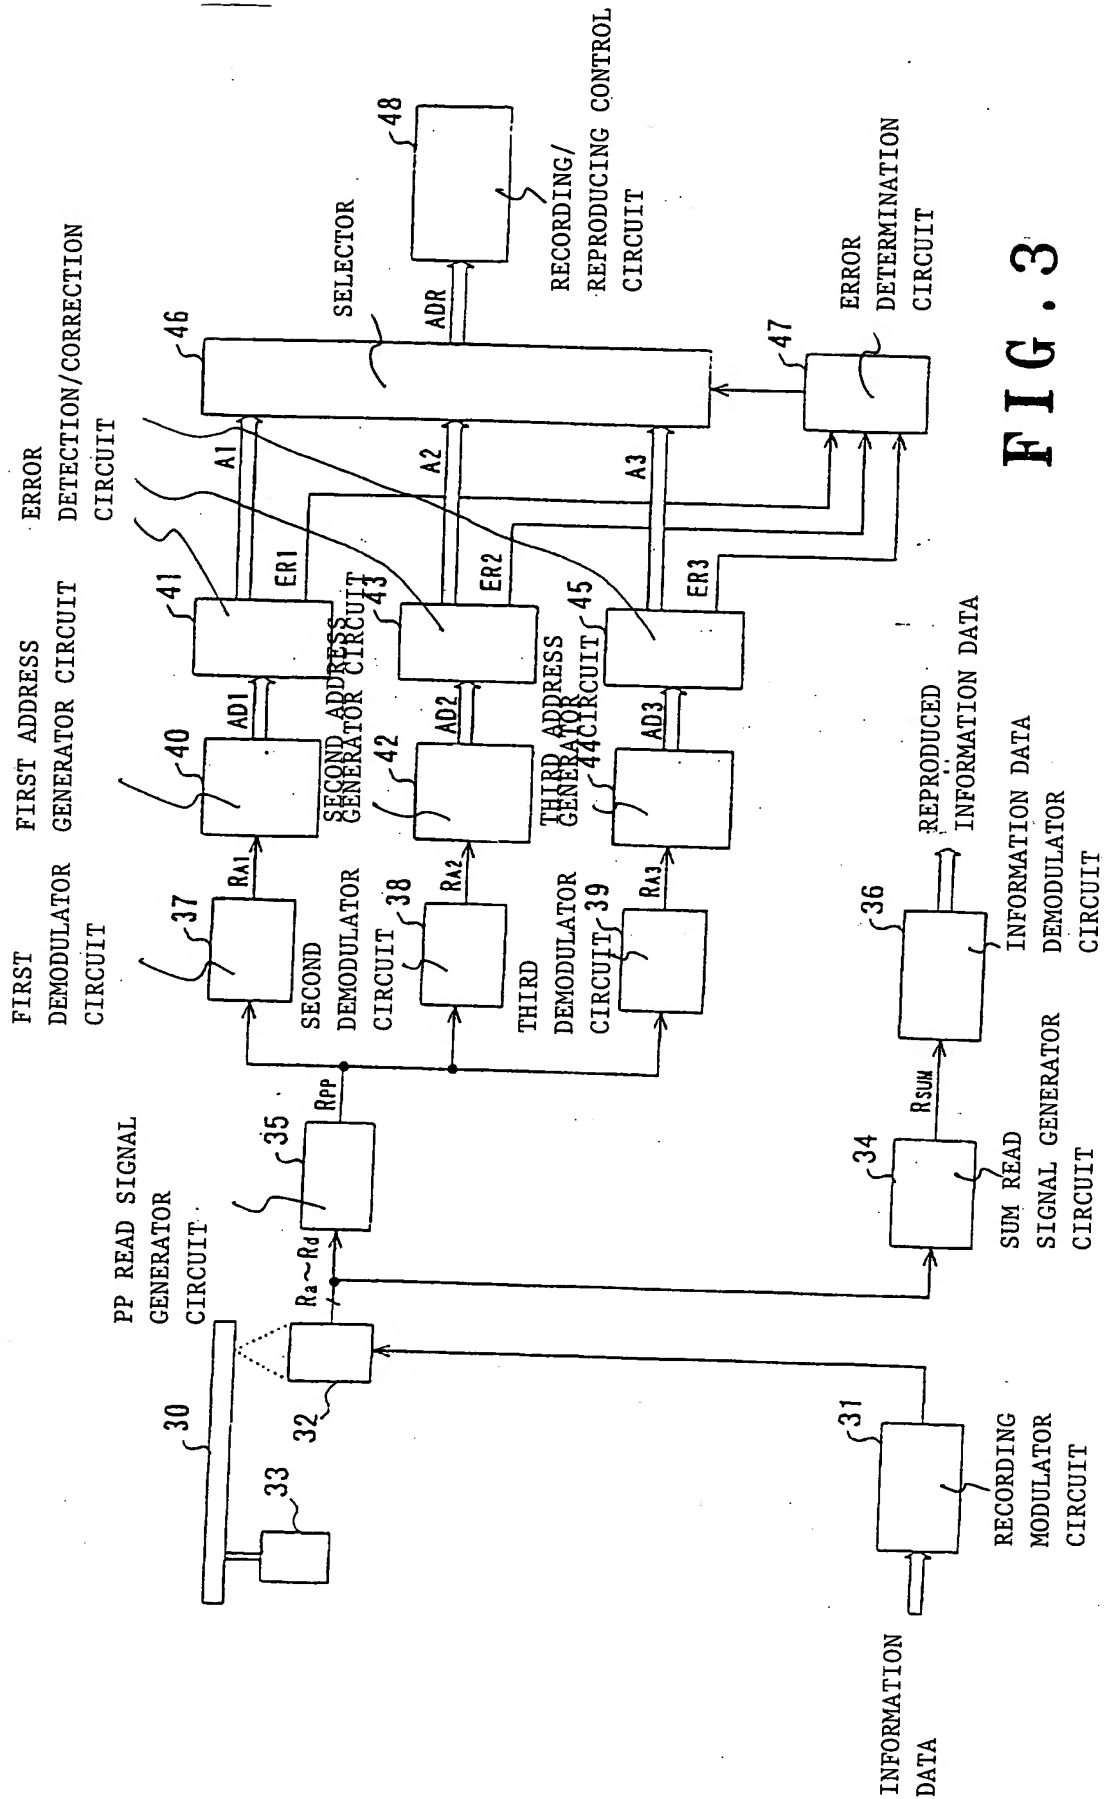 FIRST
DEMODULATOR
CIRCUIT
FIRST ADDRESS
GENERATOR CIRCUIT
ERROR
DETECTION/CORRECTION
CIRCUIT
PP READ SIGNAL
GENERATOR
CIRCUIT
30
33
32
Ra~Rd
35
RPP
37
RA1
40
AD1
41
A1
ER1
46
SELECTOR
SECOND
DEMODULATOR
CIRCUIT
38
RA2
SECOND ADDRESS
GENERATOR CIRCUIT
42
AD2
43
A2
ER2
ADR
48
RECORDING/
REPRODUCING CONTROL
CIRCUIT
THIRD
DEMODULATOR
CIRCUIT
39
RA3
THIRD ADDRESS
GENERATOR
CIRCUIT
44
AD3
45
A3
ER3
47
ERROR
DETERMINATION
CIRCUIT
INFORMATION
DATA
31
RECORDING
MODULATOR
CIRCUIT
34
SUM READ
SIGNAL GENERATOR
CIRCUIT
RSUM
36
INFORMATION DATA
DEMODULATOR
CIRCUIT
REPRODUCED
INFORMATION DATA
FIG.3